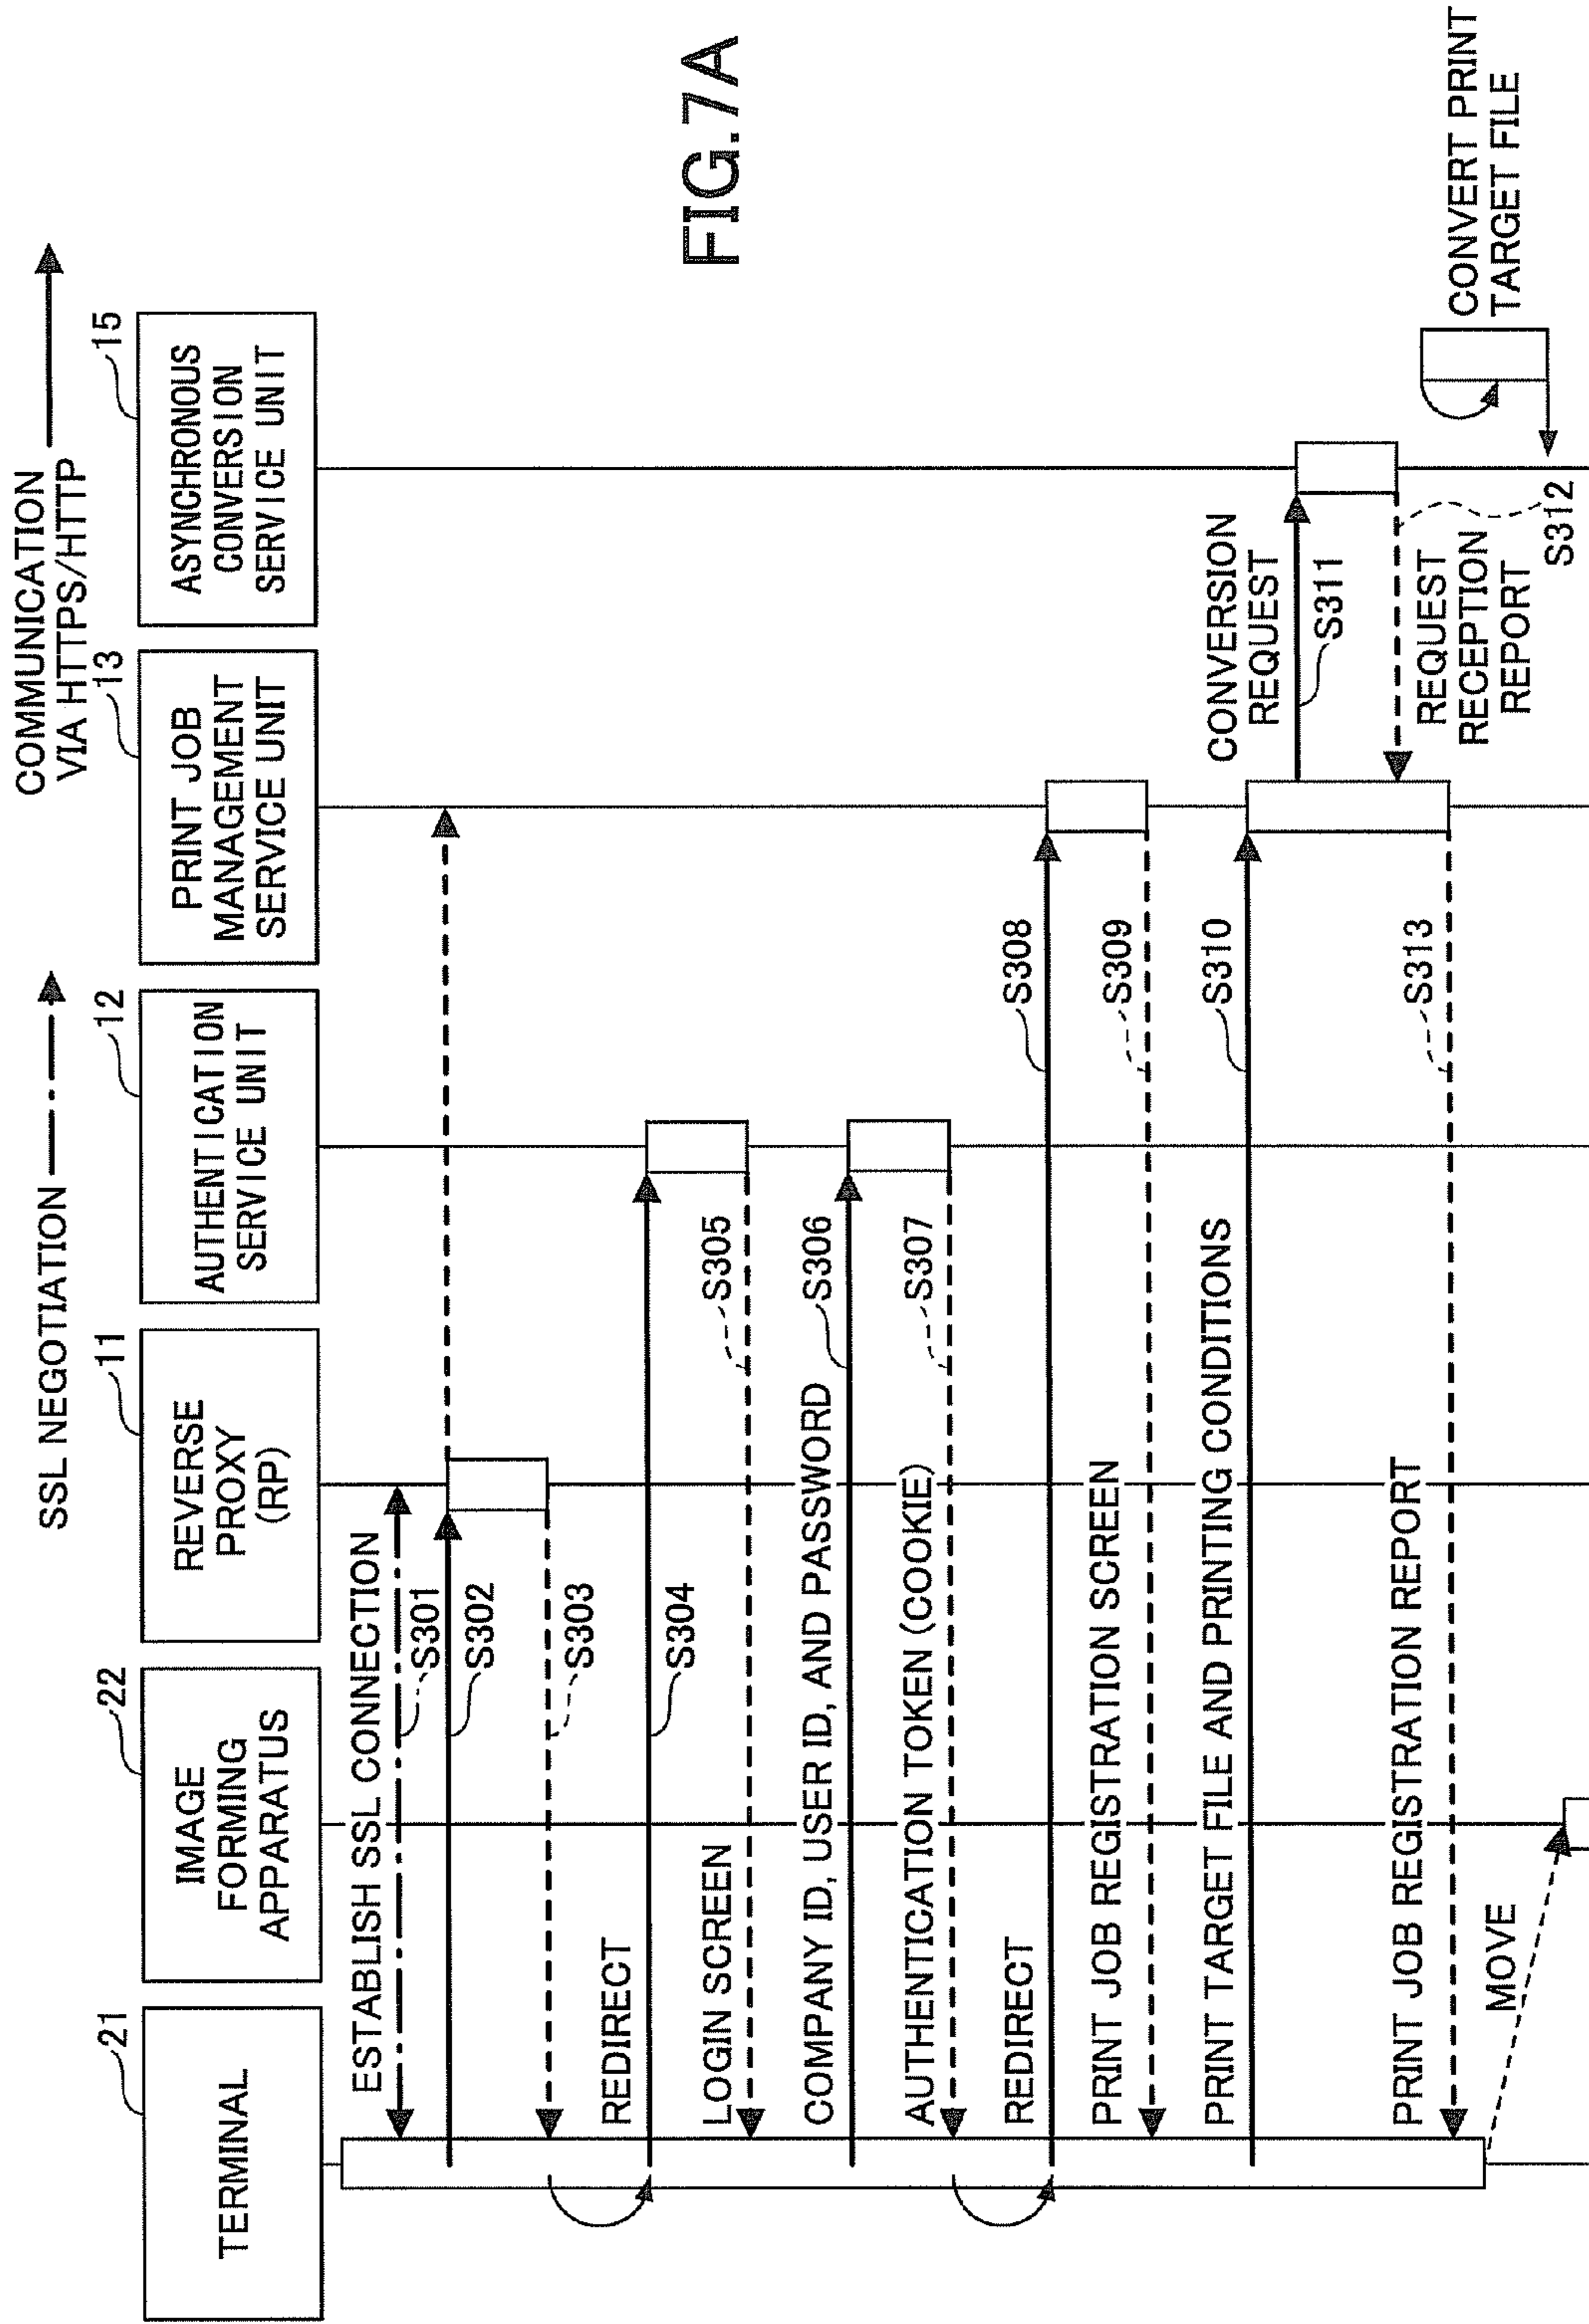 FIG.7A
SSL NEGOTIATION
COMMUNICATION
VIA HTTPS/HTTP
21
TERMINAL
22
IMAGE
FORMING
APPARATUS
11
REVERSE
PROXY
(RP)
12
AUTHENTICATION
SERVICE UNIT
13
PRINT JOB
MANAGEMENT
SERVICE UNIT
15
ASYNCHRONOUS
CONVERSION
SERVICE UNIT
ESTABLISH SSL CONNECTION
S301
S302
S303
REDIRECT
S304
LOGIN SCREEN
S305
COMPANY ID, USER ID, AND PASSWORD
S306
AUTHENTICATION TOKEN (COOKIE)
S307
REDIRECT
S308
PRINT JOB REGISTRATION SCREEN
S309
PRINT TARGET FILE AND PRINTING CONDITIONS
S310
CONVERSION
REQUEST
S311
REQUEST
RECEPTION
REPORT
S312
PRINT JOB REGISTRATION REPORT
S313
CONVERT PRINT
TARGET FILE
MOVE